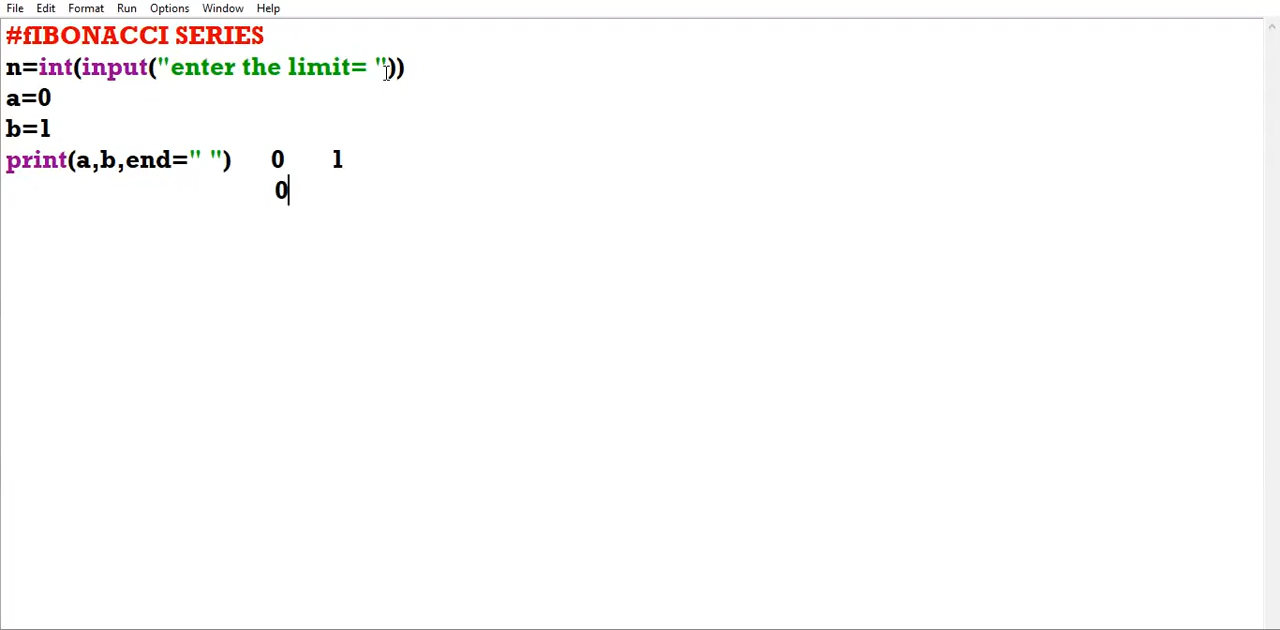 File Edit Format Run Options Window Help
#fIBONACCI SERIES
n=int(input("enter the limit= "))
a=0
b=1
print(a,b,end=" ") 0 1
0